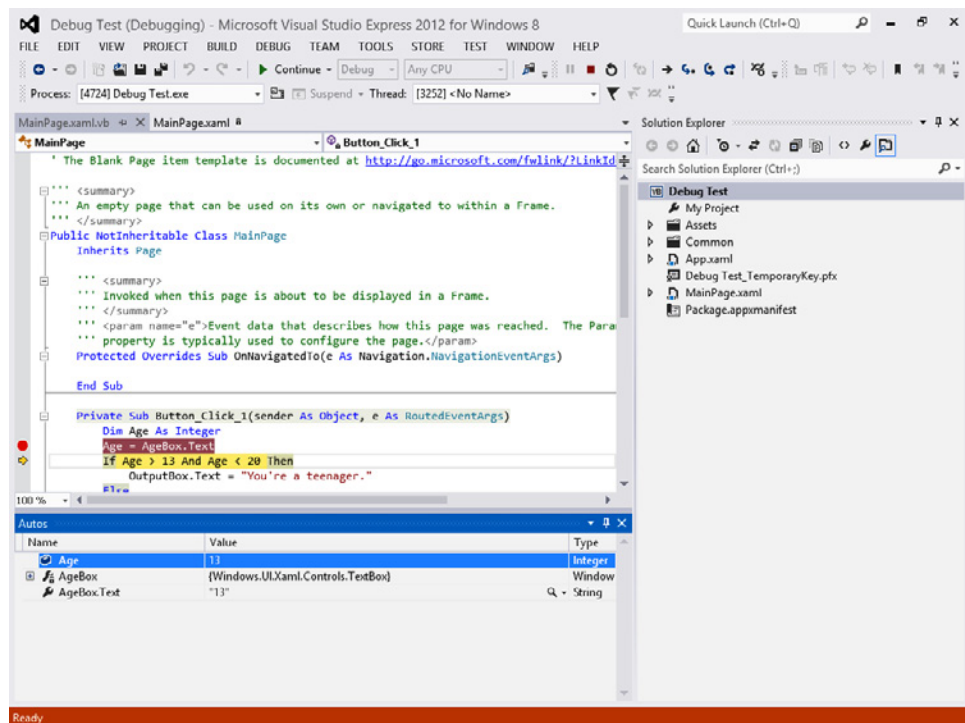 Debug Test (Debugging) - Microsoft Visual Studio Express 2012 for Windows 8
Quick Launch (Ctrl+Q)
FILE EDIT VIEW PROJECT BUILD DEBUG TEAM TOOLS STORE TEST WINDOW HELP
Continue Debug Any CPU
Process: [4724] Debug Test.exe Suspend Thread: [3252] <No Name>
MainPage.xaml.vb MainPage.xaml
MainPage Button_Click_1
' The Blank Page item template is documented at http://go.microsoft.com/fwlink/?LinkId
''' <summary>
''' An empty page that can be used on its own or navigated to within a Frame.
''' </summary>
Public NotInheritable Class MainPage
Inherits Page
''' <summary>
''' Invoked when this page is about to be displayed in a Frame.
''' </summary>
''' <param name="e">Event data that describes how this page was reached.  The Para
''' property is typically used to configure the page.</param>
Protected Overrides Sub OnNavigatedTo(e As Navigation.NavigationEventArgs)
End Sub
Private Sub Button_Click_1(sender As Object, e As RoutedEventArgs)
Dim Age As Integer
Age = AgeBox.Text
If Age > 13 And Age < 20 Then
OutputBox.Text = "You're a teenager."
Else
100 %
Autos
Name Value Type
Age 13 Integer
AgeBox {Windows.UI.Xaml.Controls.TextBox} Window
AgeBox.Text "13" String
Solution Explorer
Search Solution Explorer (Ctrl+;)
VB Debug Test
My Project
Assets
Common
App.xaml
Debug Test_TemporaryKey.pfx
MainPage.xaml
Package.appxmanifest
Ready